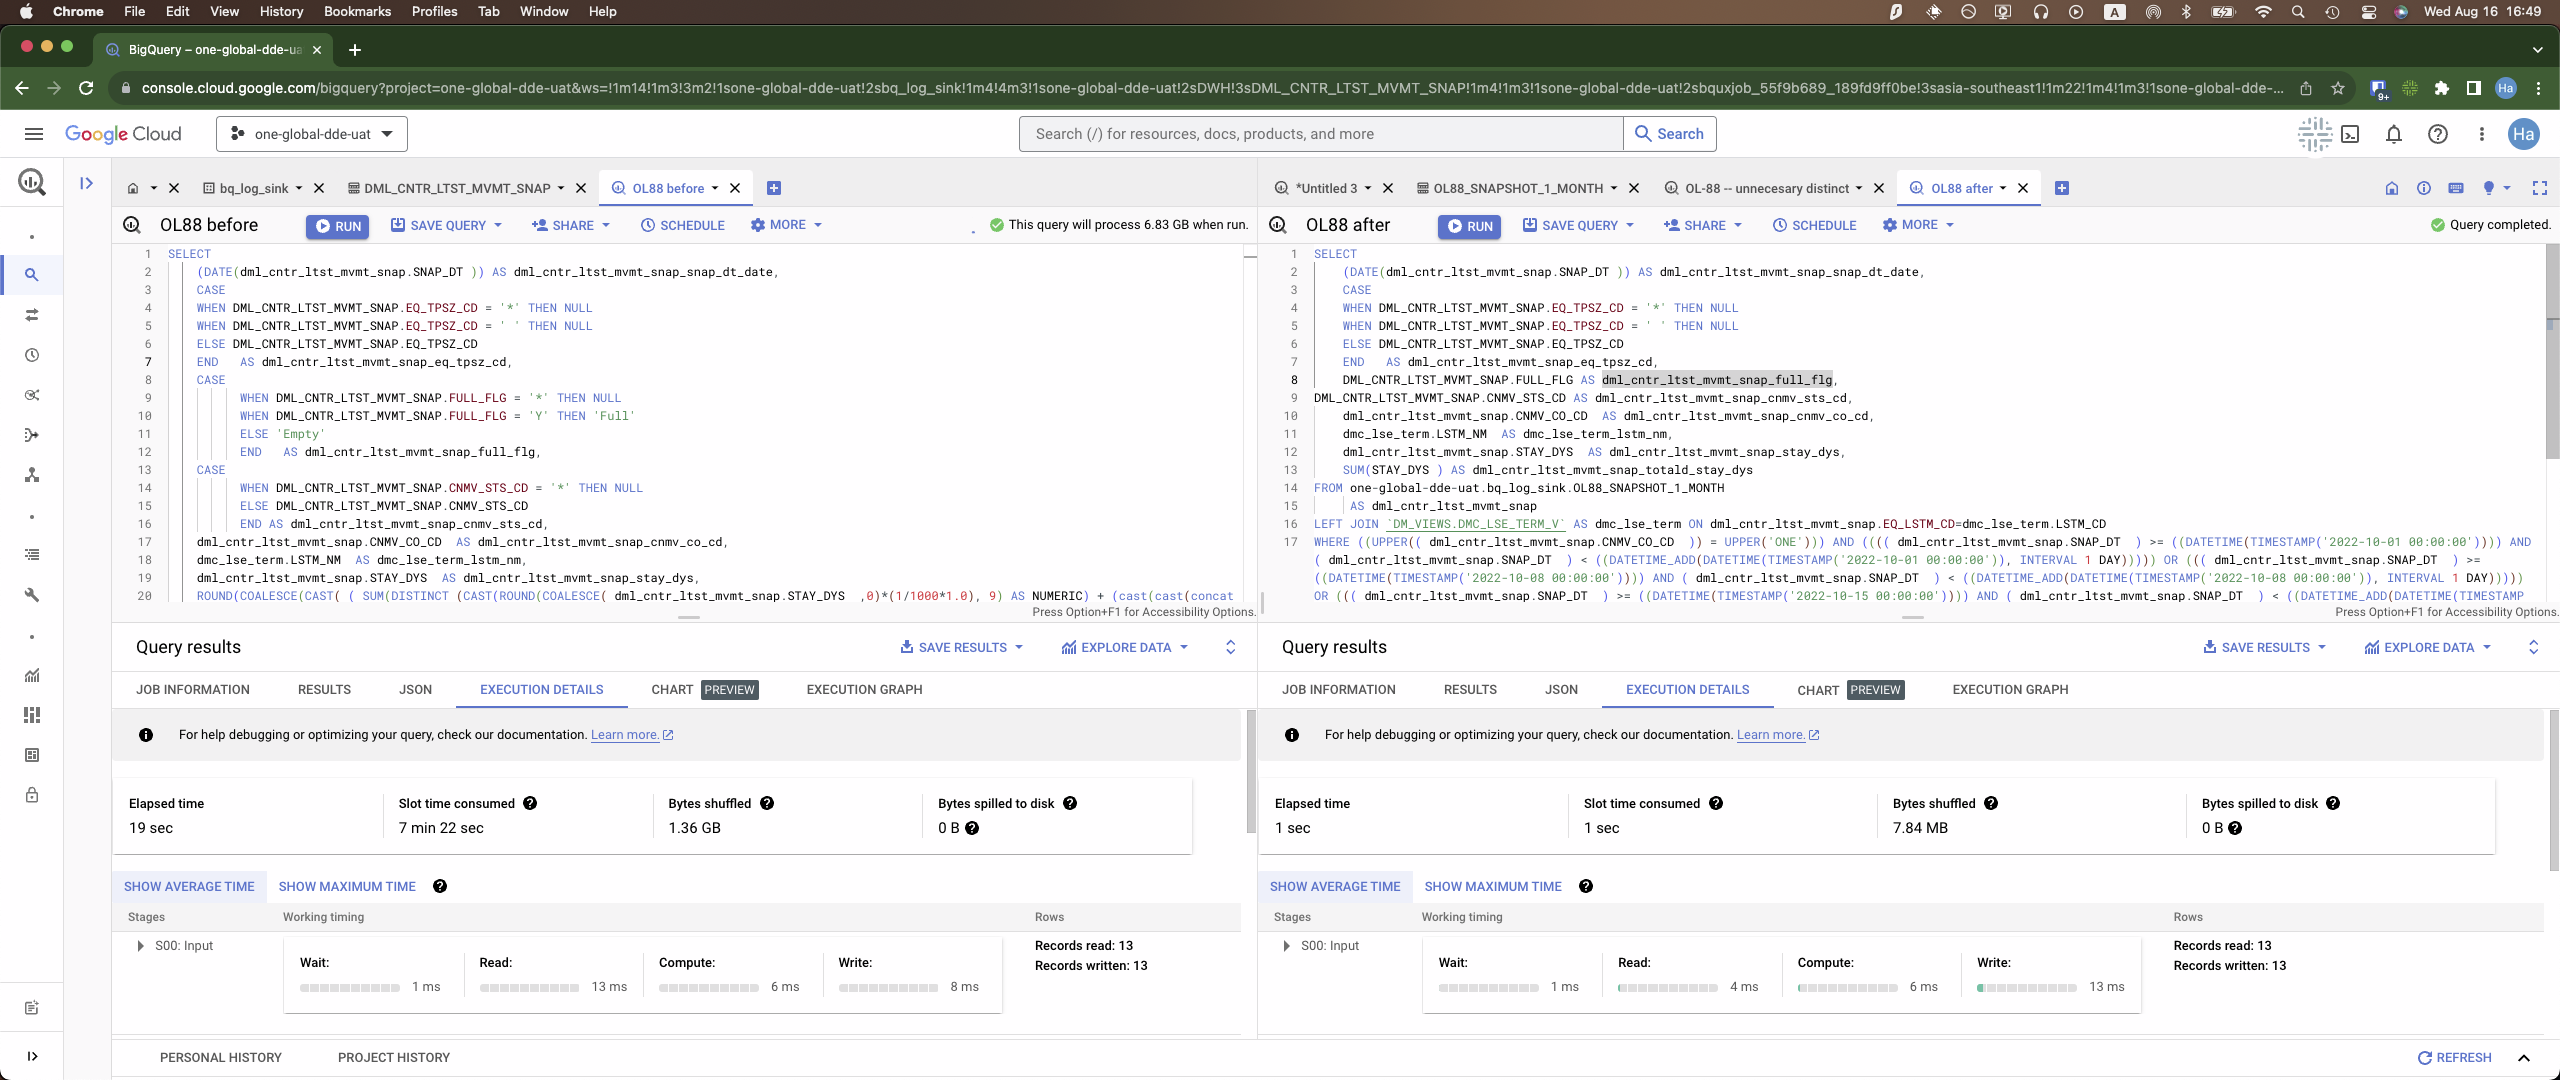 Chrome File Edit View History Bookmarks Profiles Tab Window Help A Wed Aug 16 16:49
BigQuery – one-global-dde-ua
console.cloud.google.com/bigquery?project=one-global-dde-uat&ws=!1m14!1m3!3m2!1sone-global-dde-uat!2sbq_log_sink!1m4!4m3!1sone-global-dde-uat!2sDWH!3sDML_CNTR_LTST_MVMT_SNAP!1m4!1m3!1sone-global-dde-uat!2sbquxjob_55f9b689_189fd9ff0be!3sasia-southeast1!1m22!1m4!1m3!1sone-global-dde-... 9+ Ha
Google Cloud one-global-dde-uat Search (/) for resources, docs, products, and more Search Ha
bq_log_sink DML_CNTR_LTST_MVMT_SNAP OL88 before
OL88 before RUN SAVE QUERY SHARE SCHEDULE MORE This query will process 6.83 GB when run.
1 SELECT
2 (DATE(dml_cntr_ltst_mvmt_snap.SNAP_DT )) AS dml_cntr_ltst_mvmt_snap_snap_dt_date,
3 CASE
4 WHEN DML_CNTR_LTST_MVMT_SNAP.EQ_TPSZ_CD = '*' THEN NULL
5 WHEN DML_CNTR_LTST_MVMT_SNAP.EQ_TPSZ_CD = ' ' THEN NULL
6 ELSE DML_CNTR_LTST_MVMT_SNAP.EQ_TPSZ_CD
7 END AS dml_cntr_ltst_mvmt_snap_eq_tpsz_cd,
8 CASE
9 WHEN DML_CNTR_LTST_MVMT_SNAP.FULL_FLG = '*' THEN NULL
10 WHEN DML_CNTR_LTST_MVMT_SNAP.FULL_FLG = 'Y' THEN 'Full'
11 ELSE 'Empty'
12 END AS dml_cntr_ltst_mvmt_snap_full_flg,
13 CASE
14 WHEN DML_CNTR_LTST_MVMT_SNAP.CNMV_STS_CD = '*' THEN NULL
15 ELSE DML_CNTR_LTST_MVMT_SNAP.CNMV_STS_CD
16 END AS dml_cntr_ltst_mvmt_snap_cnmv_sts_cd,
17 dml_cntr_ltst_mvmt_snap.CNMV_CO_CD AS dml_cntr_ltst_mvmt_snap_cnmv_co_cd,
18 dmc_lse_term.LSTM_NM AS dmc_lse_term_lstm_nm,
19 dml_cntr_ltst_mvmt_snap.STAY_DYS AS dml_cntr_ltst_mvmt_snap_stay_dys,
20 ROUND(COALESCE(CAST( ( SUM(DISTINCT (CAST(ROUND(COALESCE( dml_cntr_ltst_mvmt_snap.STAY_DYS ,0)*(1/1000*1.0), 9) AS NUMERIC) + (cast(cast(concat
Press Option+F1 for Accessibility Options.
Query results SAVE RESULTS EXPLORE DATA
JOB INFORMATION RESULTS JSON EXECUTION DETAILS CHART PREVIEW EXECUTION GRAPH
For help debugging or optimizing your query, check our documentation. Learn more.
Elapsed time Slot time consumed Bytes shuffled Bytes spilled to disk
19 sec 7 min 22 sec 1.36 GB 0 B
SHOW AVERAGE TIME SHOW MAXIMUM TIME
Stages Working timing Rows
S00: Input Records read: 13
Records written: 13
Wait: Read: Compute: Write:
1 ms 13 ms 6 ms 8 ms
*Untitled 3 OL88_SNAPSHOT_1_MONTH OL-88 -- unnecesary distinct OL88 after
OL88 after RUN SAVE QUERY SHARE SCHEDULE MORE Query completed.
1 SELECT
2 (DATE(dml_cntr_ltst_mvmt_snap.SNAP_DT )) AS dml_cntr_ltst_mvmt_snap_snap_dt_date,
3 CASE
4 WHEN DML_CNTR_LTST_MVMT_SNAP.EQ_TPSZ_CD = '*' THEN NULL
5 WHEN DML_CNTR_LTST_MVMT_SNAP.EQ_TPSZ_CD = ' ' THEN NULL
6 ELSE DML_CNTR_LTST_MVMT_SNAP.EQ_TPSZ_CD
7 END AS dml_cntr_ltst_mvmt_snap_eq_tpsz_cd,
8 DML_CNTR_LTST_MVMT_SNAP.FULL_FLG AS dml_cntr_ltst_mvmt_snap_full_flg,
9 DML_CNTR_LTST_MVMT_SNAP.CNMV_STS_CD AS dml_cntr_ltst_mvmt_snap_cnmv_sts_cd,
10 dml_cntr_ltst_mvmt_snap.CNMV_CO_CD AS dml_cntr_ltst_mvmt_snap_cnmv_co_cd,
11 dmc_lse_term.LSTM_NM AS dmc_lse_term_lstm_nm,
12 dml_cntr_ltst_mvmt_snap.STAY_DYS AS dml_cntr_ltst_mvmt_snap_stay_dys,
13 SUM(STAY_DYS ) AS dml_cntr_ltst_mvmt_snap_totald_stay_dys
14 FROM one-global-dde-uat.bq_log_sink.OL88_SNAPSHOT_1_MONTH
15 AS dml_cntr_ltst_mvmt_snap
16 LEFT JOIN `DM_VIEWS.DMC_LSE_TERM_V` AS dmc_lse_term ON dml_cntr_ltst_mvmt_snap.EQ_LSTM_CD=dmc_lse_term.LSTM_CD
17 WHERE ((UPPER(( dml_cntr_ltst_mvmt_snap.CNMV_CO_CD )) = UPPER('ONE'))) AND (((( dml_cntr_ltst_mvmt_snap.SNAP_DT ) >= ((DATETIME(TIMESTAMP('2022-10-01 00:00:00')))) AND
( dml_cntr_ltst_mvmt_snap.SNAP_DT ) < ((DATETIME_ADD(DATETIME(TIMESTAMP('2022-10-01 00:00:00')), INTERVAL 1 DAY))))) OR ((( dml_cntr_ltst_mvmt_snap.SNAP_DT ) >=
((DATETIME(TIMESTAMP('2022-10-08 00:00:00')))) AND ( dml_cntr_ltst_mvmt_snap.SNAP_DT ) < ((DATETIME_ADD(DATETIME(TIMESTAMP('2022-10-08 00:00:00')), INTERVAL 1 DAY)))))
OR ((( dml_cntr_ltst_mvmt_snap.SNAP_DT ) >= ((DATETIME(TIMESTAMP('2022-10-15 00:00:00')))) AND ( dml_cntr_ltst_mvmt_snap.SNAP_DT ) < ((DATETIME_ADD(DATETIME(TIMESTAMP
Press Option+F1 for Accessibility Options.
Query results SAVE RESULTS EXPLORE DATA
JOB INFORMATION RESULTS JSON EXECUTION DETAILS CHART PREVIEW EXECUTION GRAPH
For help debugging or optimizing your query, check our documentation. Learn more.
Elapsed time Slot time consumed Bytes shuffled Bytes spilled to disk
1 sec 1 sec 7.84 MB 0 B
SHOW AVERAGE TIME SHOW MAXIMUM TIME
Stages Working timing Rows
S00: Input Records read: 13
Records written: 13
Wait: Read: Compute: Write:
1 ms 4 ms 6 ms 13 ms
PERSONAL HISTORY PROJECT HISTORY REFRESH